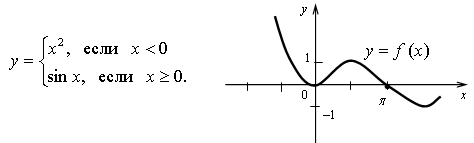 y = { x², если x < 0
sin x, если x ≥ 0.
y
1
y = f (x)
0
π
x
−1